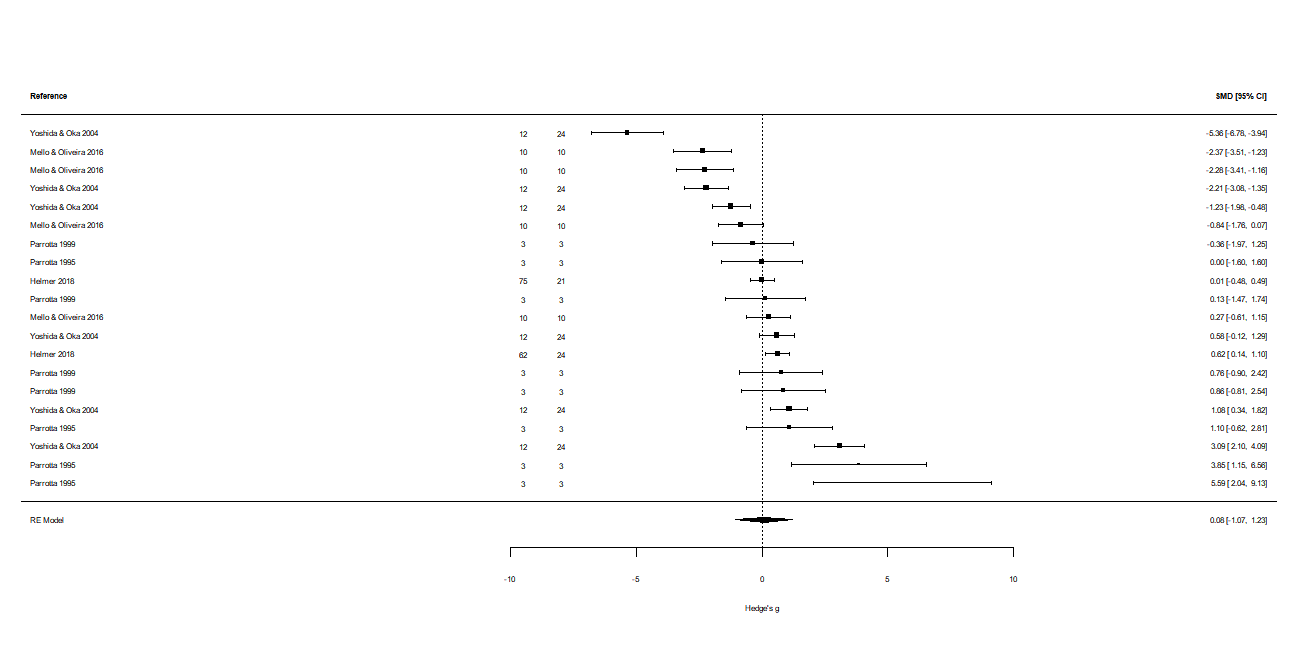 Reference SMD [95% CI]
Yoshida & Oka 2004 12 24 -5.36 [-6.78, -3.94]
Mello & Oliveira 2016 10 10 -2.37 [-3.51, -1.23]
Mello & Oliveira 2016 10 10 -2.28 [-3.41, -1.16]
Yoshida & Oka 2004 12 24 -2.21 [-3.08, -1.35]
Yoshida & Oka 2004 12 24 -1.23 [-1.98, -0.48]
Mello & Oliveira 2016 10 10 -0.84 [-1.76, 0.07]
Parrotta 1999 3 3 -0.36 [-1.97, 1.25]
Parrotta 1995 3 3 0.00 [-1.60, 1.60]
Helmer 2018 75 21 0.01 [-0.48, 0.49]
Parrotta 1999 3 3 0.13 [-1.47, 1.74]
Mello & Oliveira 2016 10 10 0.27 [-0.61, 1.15]
Yoshida & Oka 2004 12 24 0.58 [-0.12, 1.29]
Helmer 2018 62 24 0.62 [ 0.14, 1.10]
Parrotta 1999 3 3 0.76 [-0.90, 2.42]
Parrotta 1999 3 3 0.86 [-0.81, 2.54]
Yoshida & Oka 2004 12 24 1.08 [ 0.34, 1.82]
Parrotta 1995 3 3 1.10 [-0.62, 2.81]
Yoshida & Oka 2004 12 24 3.09 [ 2.10, 4.09]
Parrotta 1995 3 3 3.85 [ 1.15, 6.56]
Parrotta 1995 3 3 5.59 [ 2.04, 9.13]
RE Model 0.08 [-1.07, 1.23]
-10 -5 0 5 10
Hedge's g